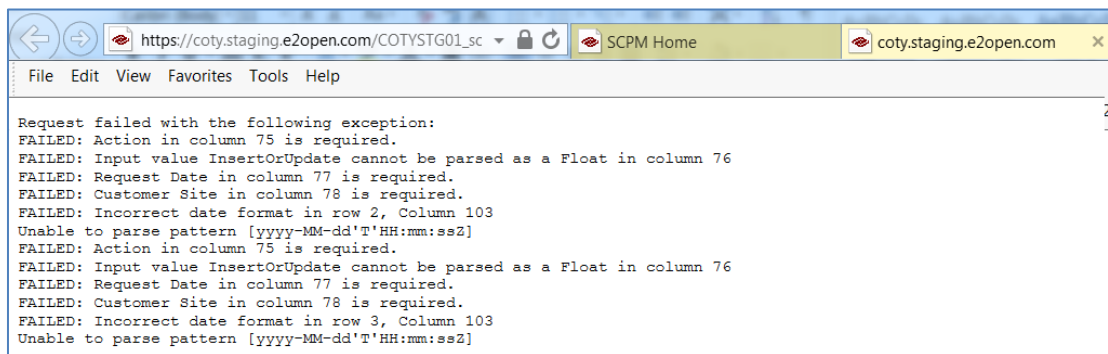 https://coty.staging.e2open.com/COTYSTG01_sc
SCPM Home
coty.staging.e2open.com
File Edit View Favorites Tools Help
Request failed with the following exception:
FAILED: Action in column 75 is required.
FAILED: Input value InsertOrUpdate cannot be parsed as a Float in column 76
FAILED: Request Date in column 77 is required.
FAILED: Customer Site in column 78 is required.
FAILED: Incorrect date format in row 2, Column 103
Unable to parse pattern [yyyy-MM-dd'T'HH:mm:ssZ]
FAILED: Action in column 75 is required.
FAILED: Input value InsertOrUpdate cannot be parsed as a Float in column 76
FAILED: Request Date in column 77 is required.
FAILED: Customer Site in column 78 is required.
FAILED: Incorrect date format in row 3, Column 103
Unable to parse pattern [yyyy-MM-dd'T'HH:mm:ssZ]